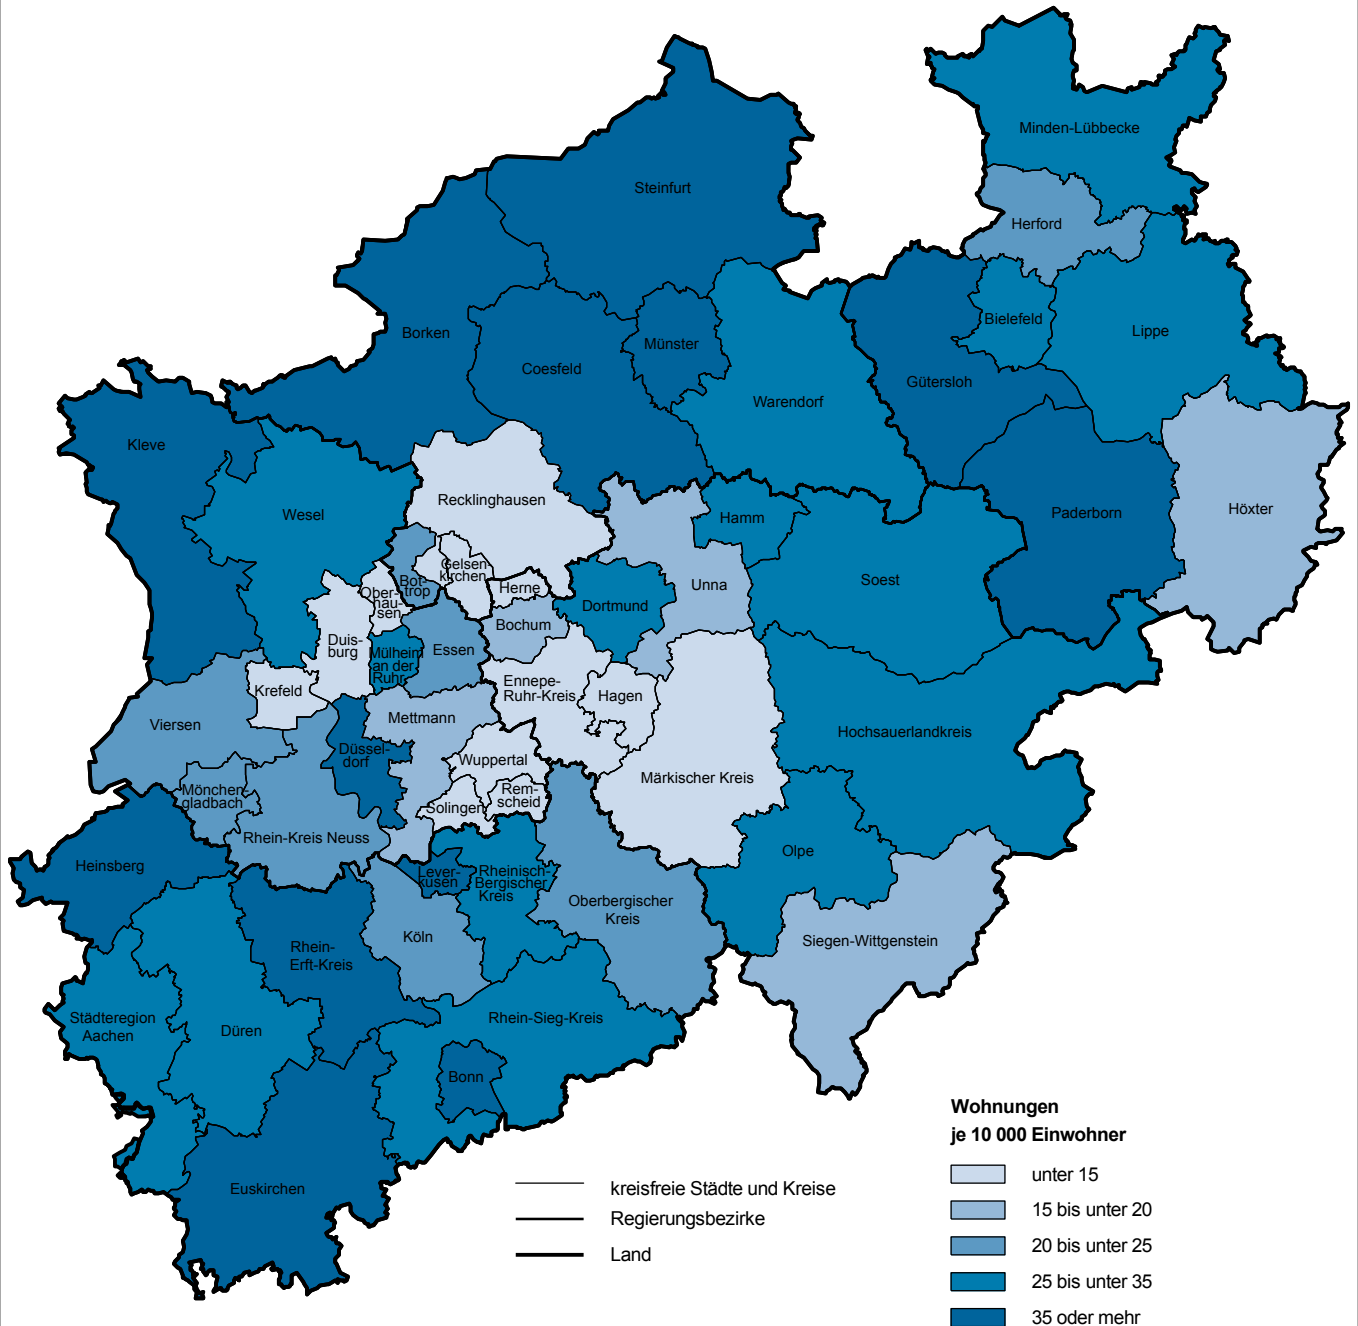 Minden-Lübbecke
Steinfurt
Herford
Bielefeld
Lippe
Borken
Münster
Coesfeld
Gütersloh
Warendorf
Kleve
Recklinghausen
Wesel
Hamm
Paderborn
Höxter
Gelsen-
kirchen
Bot-
trop
Herne
Soest
Unna
Ober-
hau-
sen
Dortmund
Bochum
Duis-
burg
Mülheim
an der
Ruhr
Essen
Krefeld
Ennepe-
Ruhr-Kreis
Hagen
Viersen
Mettmann
Hochsauerlandkreis
Düssel-
dorf
Wuppertal
Märkischer Kreis
Mönchen-
gladbach
Solingen
Rem-
scheid
Rhein-Kreis Neuss
Heinsberg
Olpe
Lever-
kusen
Rheinisch-
Bergischer
Kreis
Oberbergischer
Kreis
Köln
Siegen-Wittgenstein
Rhein-
Erft-Kreis
Städteregion
Aachen
Düren
Rhein-Sieg-Kreis
Bonn
Euskirchen
kreisfreie Städte und Kreise
Regierungsbezirke
Land
Wohnungen
je 10 000 Einwohner
unter 15
15 bis unter 20
20 bis unter 25
25 bis unter 35
35 oder mehr